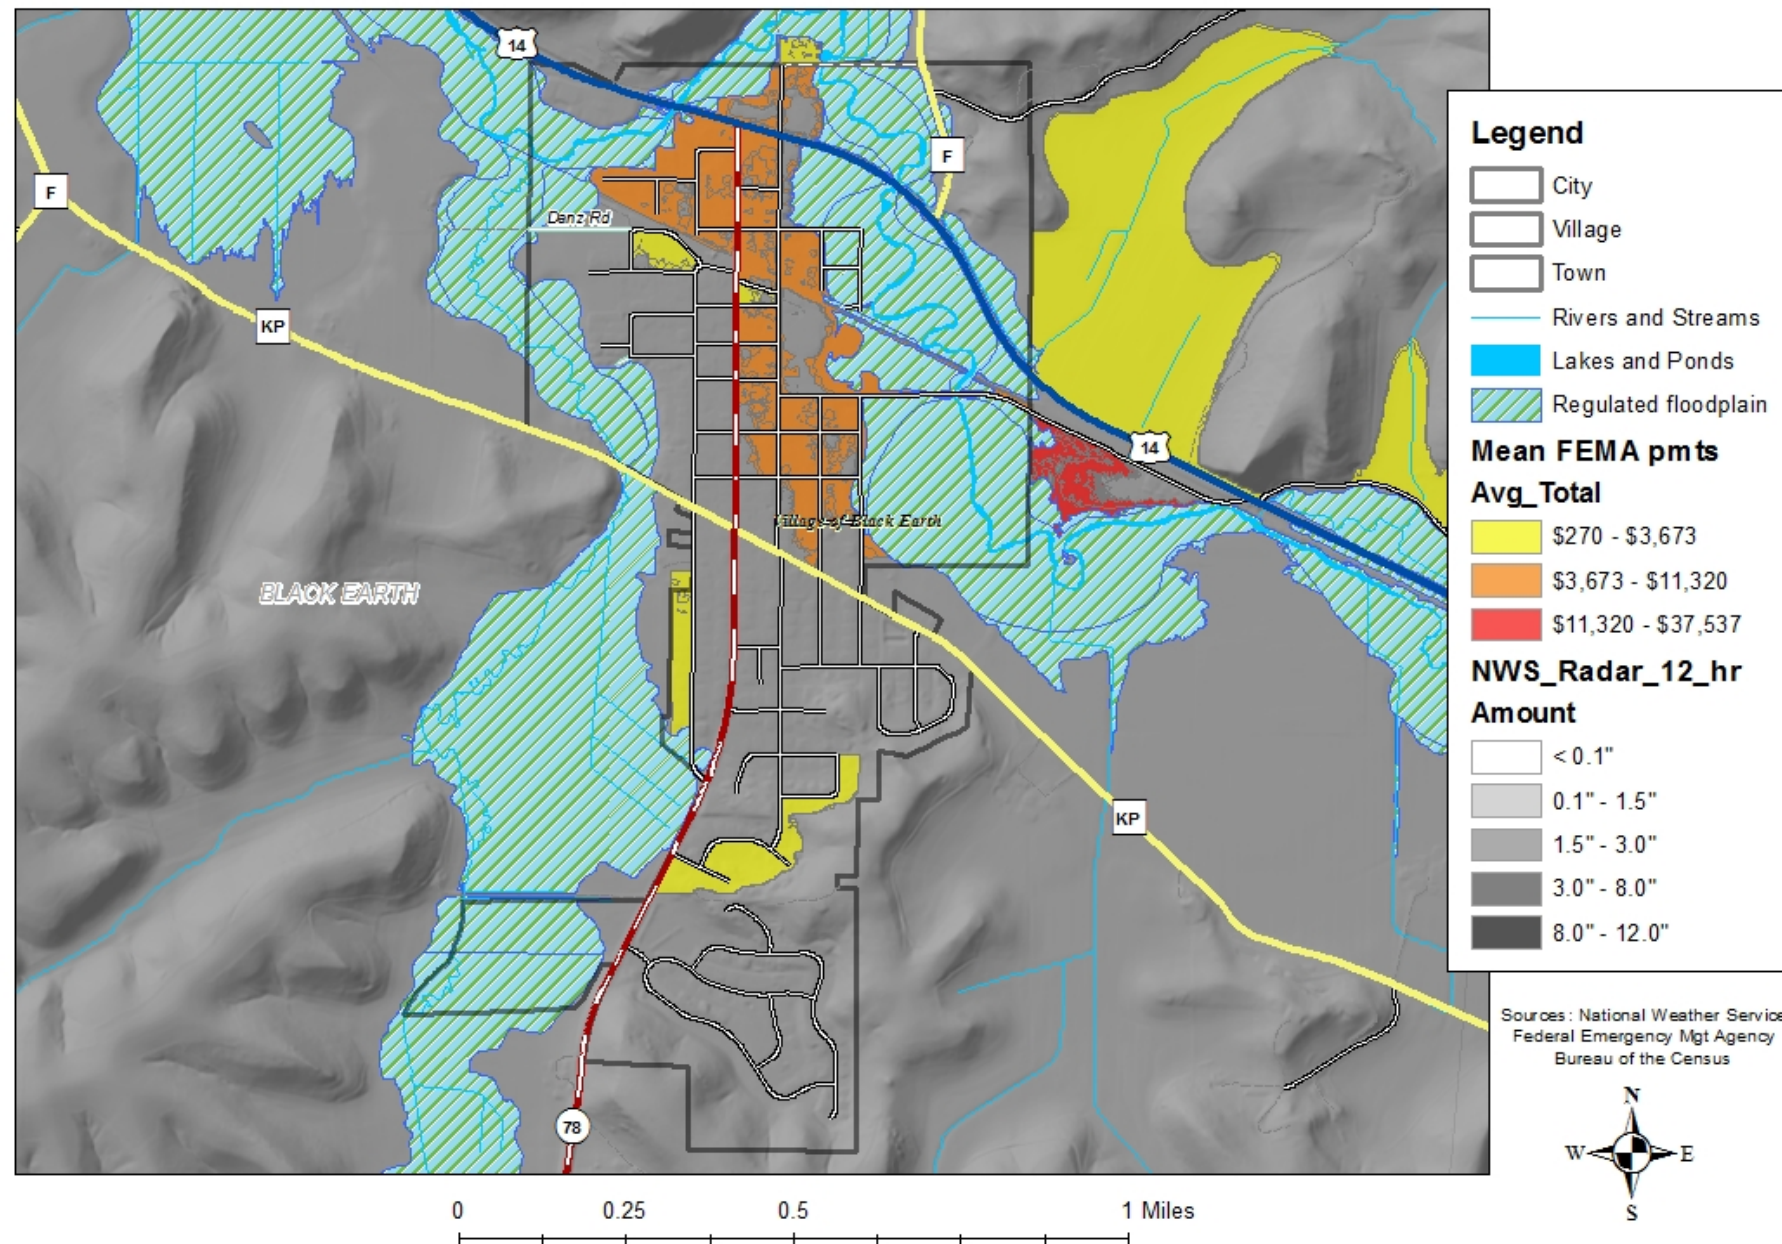 14
F
F
Danz Rd
KP
14
Village of Black Earth
BLACK EARTH
KP
78
Legend
City
Village
Town
Rivers and Streams
Lakes and Ponds
Regulated floodplain
Mean FEMA pmts
Avg_Total
$270 - $3,673
$3,673 - $11,320
$11,320 - $37,537
NWS_Radar_12_hr
Amount
< 0.1"
0.1" - 1.5"
1.5" - 3.0"
3.0" - 8.0"
8.0" - 12.0"
Sources: National Weather Service
Federal Emergency Mgt Agency
Bureau of the Census
N
W E
S
0 0.25 0.5 1 Miles